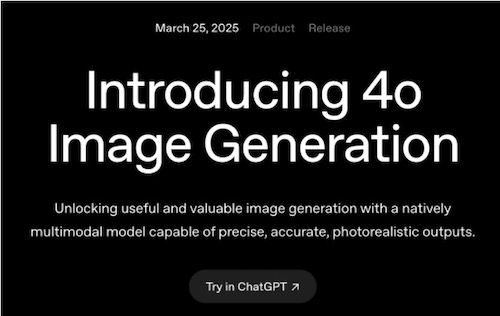 March 25, 2025 Product Release
Introducing 4o
Image Generation
Unlocking useful and valuable image generation with a natively
multimodal model capable of precise, accurate, photorealistic outputs.
Try in ChatGPT ↗